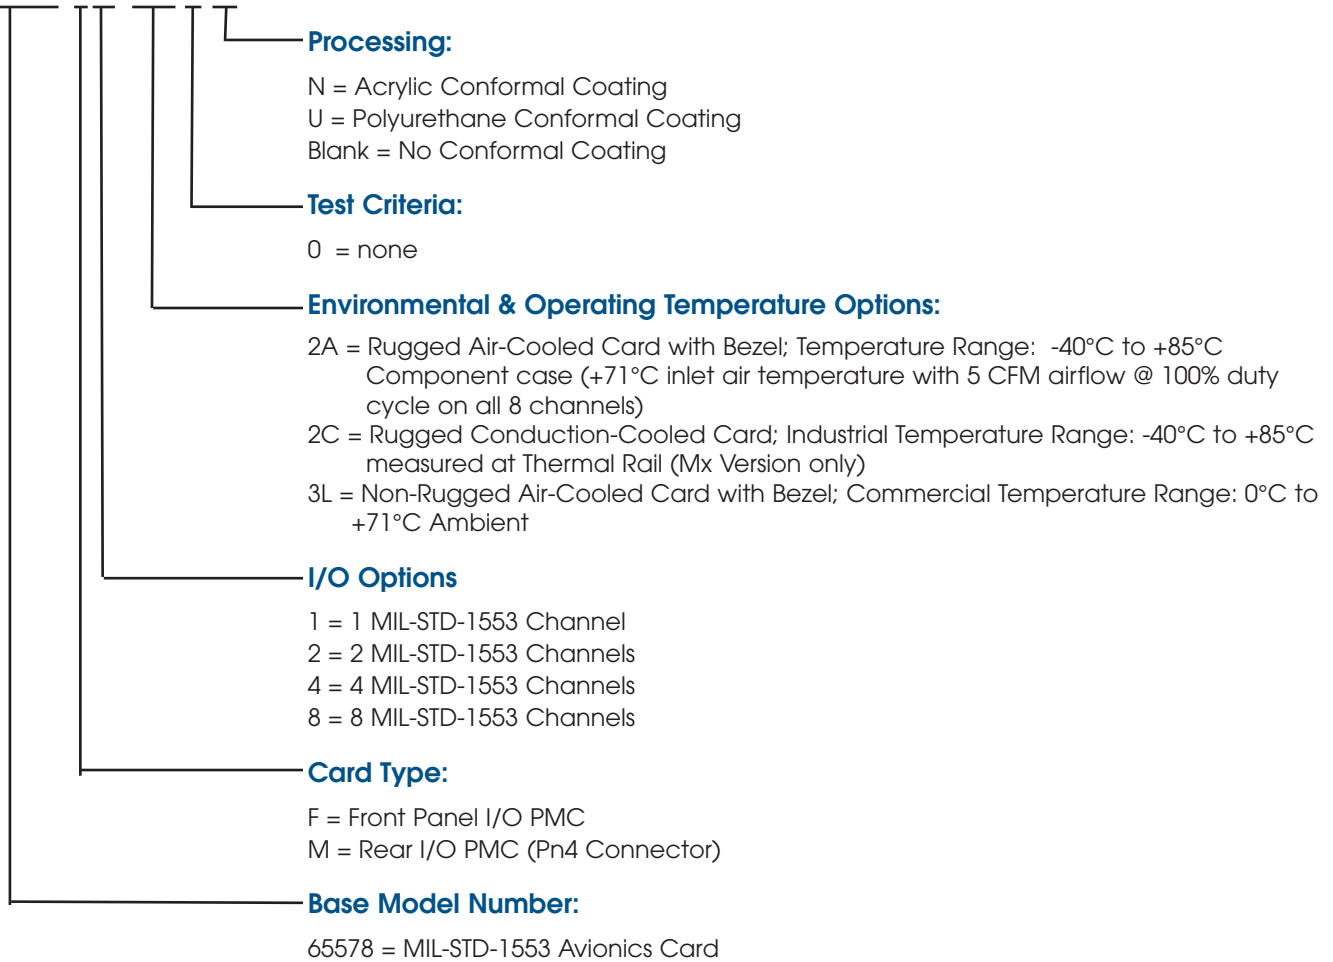 Processing:
N = Acrylic Conformal Coating
U = Polyurethane Conformal Coating
Blank = No Conformal Coating
Test Criteria:
0 = none
Environmental & Operating Temperature Options:
2A = Rugged Air-Cooled Card with Bezel; Temperature Range: -40°C to +85°C
Component case (+71°C inlet air temperature with 5 CFM airflow @ 100% duty
cycle on all 8 channels)
2C = Rugged Conduction-Cooled Card; Industrial Temperature Range: -40°C to +85°C
measured at Thermal Rail (Mx Version only)
3L = Non-Rugged Air-Cooled Card with Bezel; Commercial Temperature Range: 0°C to
+71°C Ambient
I/O Options
1 = 1 MIL-STD-1553 Channel
2 = 2 MIL-STD-1553 Channels
4 = 4 MIL-STD-1553 Channels
8 = 8 MIL-STD-1553 Channels
Card Type:
F = Front Panel I/O PMC
M = Rear I/O PMC (Pn4 Connector)
Base Model Number:
65578 = MIL-STD-1553 Avionics Card